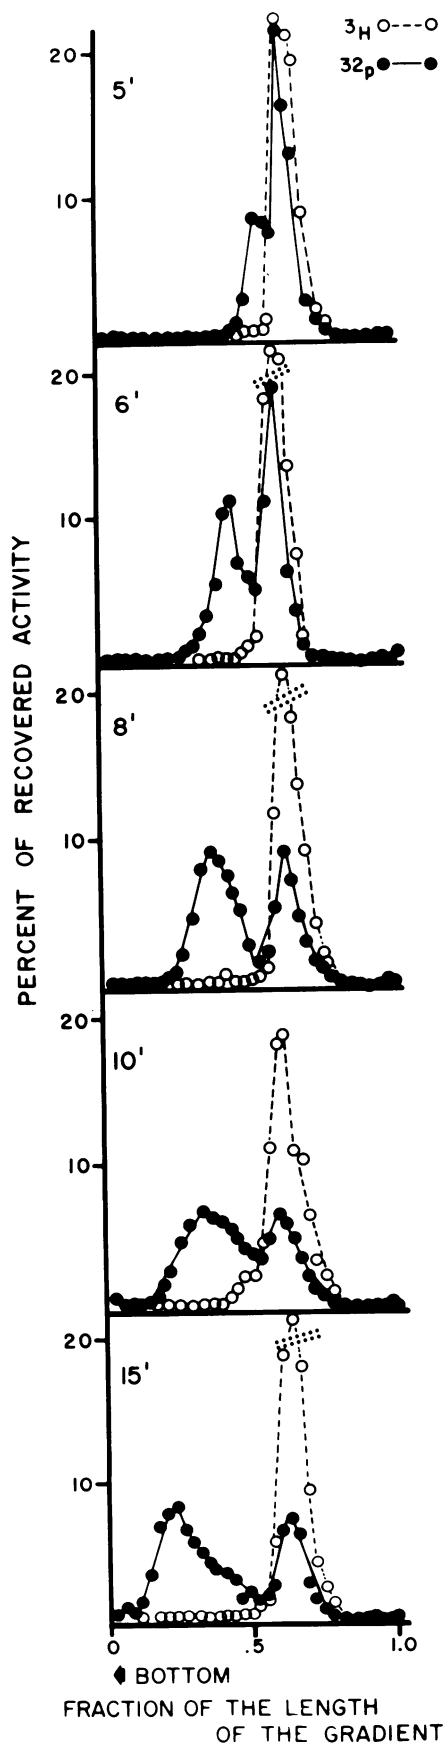 3H
32P
20
5'
10
20
6'
10
20
8'
10
20
10'
10
20
15'
10
0 .5 1.0
BOTTOM
FRACTION OF THE LENGTH
OF THE GRADIENT
PERCENT OF RECOVERED ACTIVITY